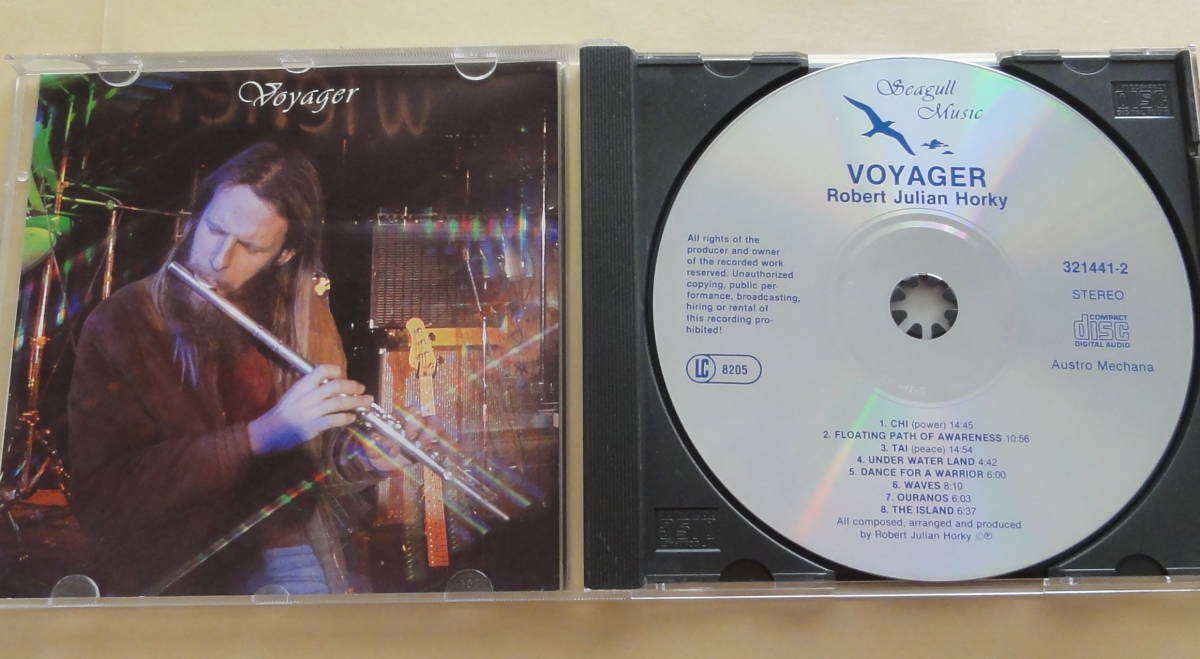 Voyager
Seagull
Music
VOYAGER
Robert Julian Horky
All rights of the
producer and owner
of the recorded work
reserved. Unauthorized
copying, public per-
formance, broadcasting,
hiring or rental of
this recording pro-
hibited!
LC 8205
321441-2
STEREO
COMPACT
disc
DIGITAL AUDIO
Austro Mechana
1. CHI (power) 14:45
2. FLOATING PATH OF AWARENESS 10:56
3. TAI (peace) 14:54
4. UNDER WATER LAND 4:42
5. DANCE FOR A WARRIOR 6:00
6. WAVES 8:10
7. OURANOS 6:03
8. THE ISLAND 6:37
All composed, arranged and produced
by Robert Julian Horky ©℗